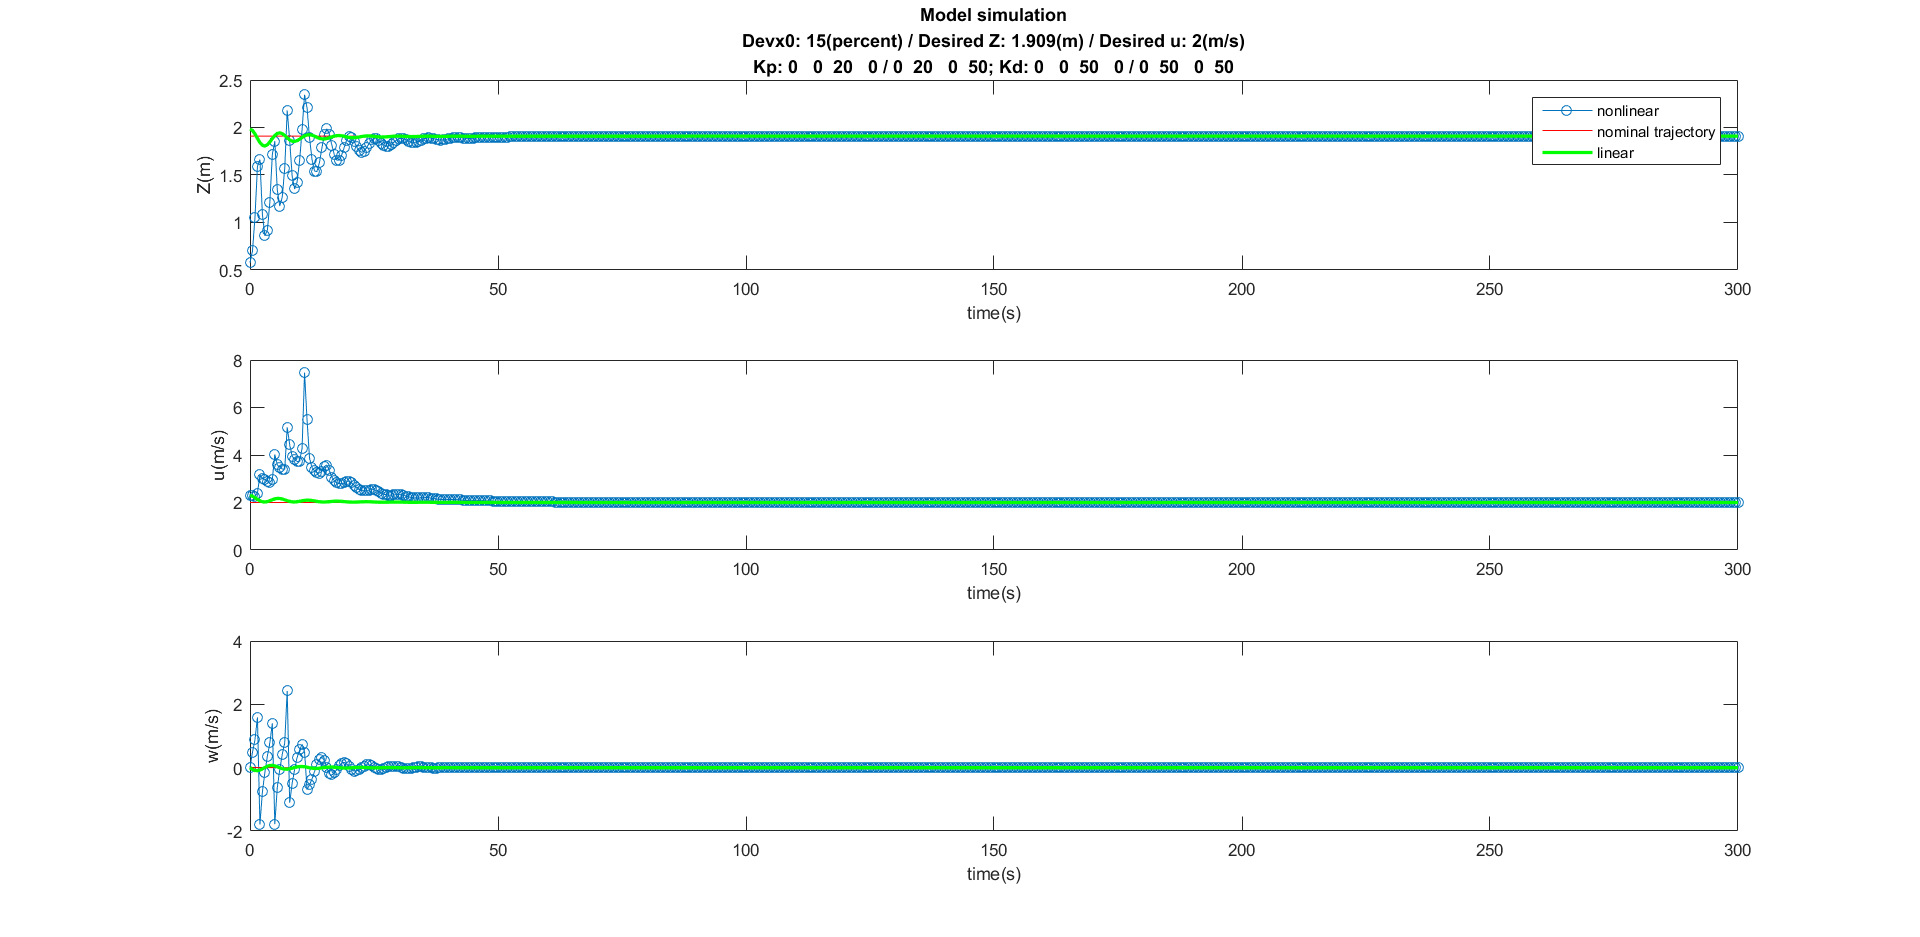 Model simulation
Devx0: 15(percent) / Desired Z: 1.909(m) / Desired u: 2(m/s)
Kp: 0 0 20 0 / 0 20 0 50; Kd: 0 0 50 0 / 0 50 0 50
2.5
2
1.5
1
0.5
Z(m)
nonlinear
nominal trajectory
linear
0 50 100 150 200 250 300
time(s)
8
6
4
2
0
u(m/s)
0 50 100 150 200 250 300
time(s)
4
2
0
-2
w(m/s)
0 50 100 150 200 250 300
time(s)